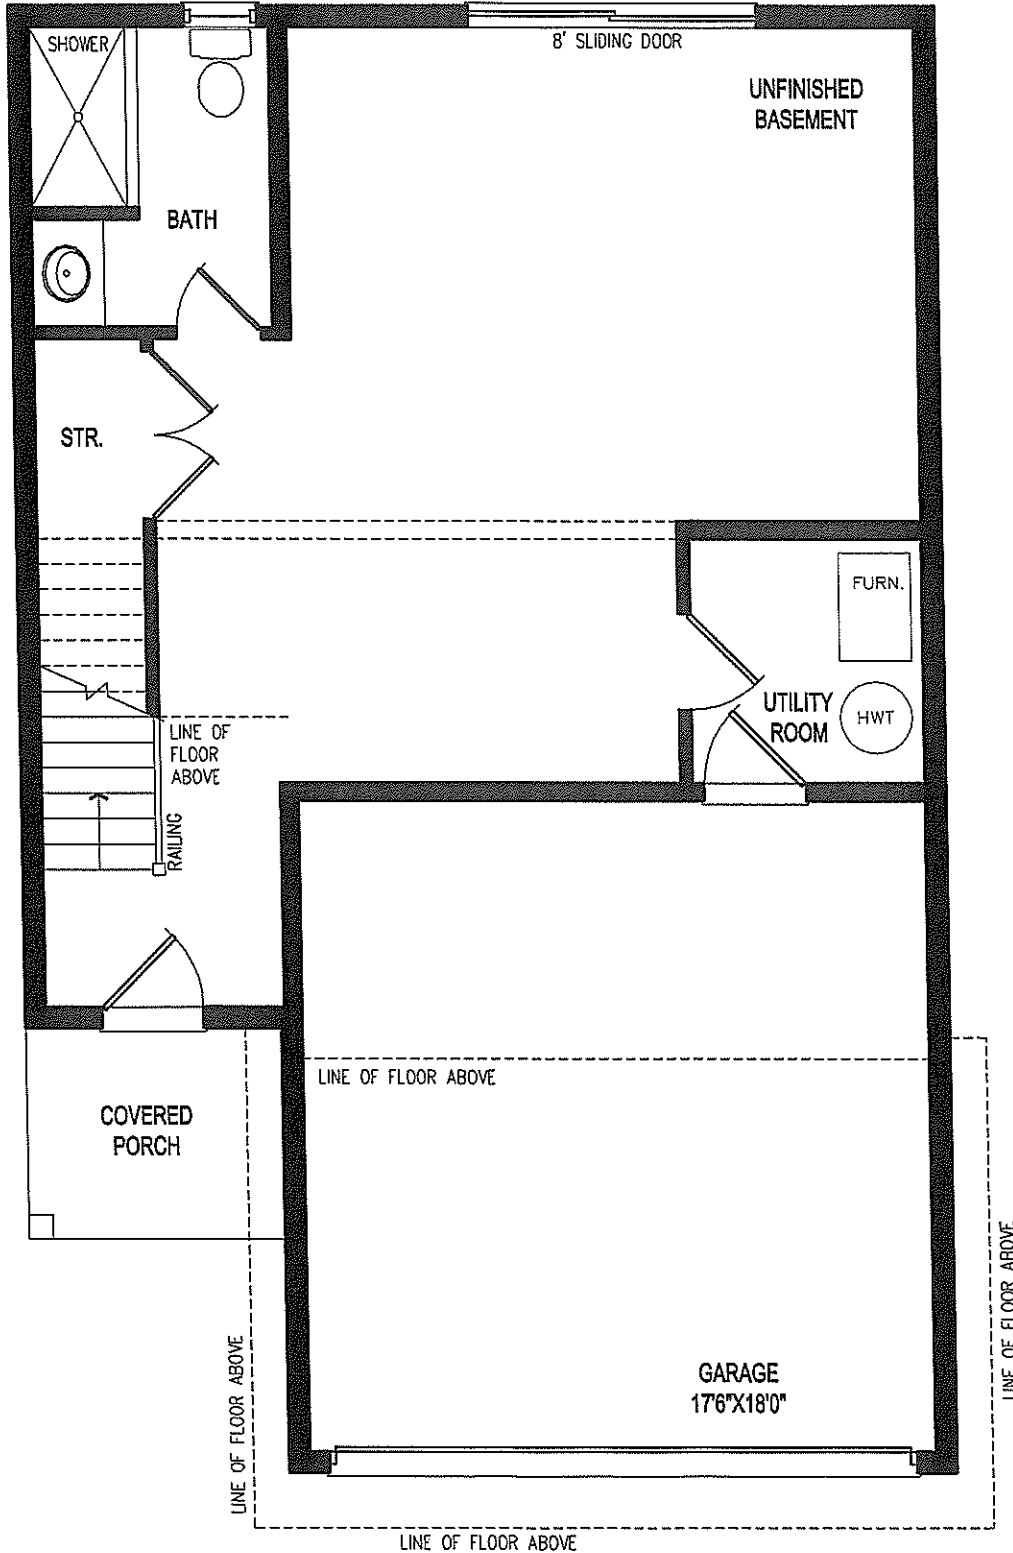 SHOWER
8' SLIDING DOOR
UNFINISHED
BASEMENT
BATH
STR.
FURN.
UTILITY
ROOM
HWT
LINE OF
FLOOR
ABOVE
RAILING
LINE OF FLOOR ABOVE
COVERED
PORCH
LINE OF FLOOR ABOVE
LINE OF FLOOR ABOVE
GARAGE
17'6"X18'0"
LINE OF FLOOR ABOVE